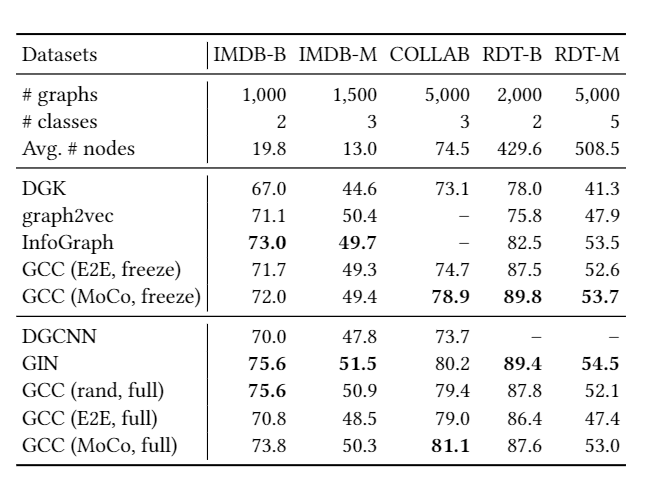 Datasets IMDB-B IMDB-M COLLAB RDT-B RDT-M
# graphs 1,000 1,500 5,000 2,000 5,000
# classes 2 3 3 2 5
Avg. # nodes 19.8 13.0 74.5 429.6 508.5
DGK 67.0 44.6 73.1 78.0 41.3
graph2vec 71.1 50.4 – 75.8 47.9
InfoGraph 73.0 49.7 – 82.5 53.5
GCC (E2E, freeze) 71.7 49.3 74.7 87.5 52.6
GCC (MoCo, freeze) 72.0 49.4 78.9 89.8 53.7
DGCNN 70.0 47.8 73.7 – –
GIN 75.6 51.5 80.2 89.4 54.5
GCC (rand, full) 75.6 50.9 79.4 87.8 52.1
GCC (E2E, full) 70.8 48.5 79.0 86.4 47.4
GCC (MoCo, full) 73.8 50.3 81.1 87.6 53.0